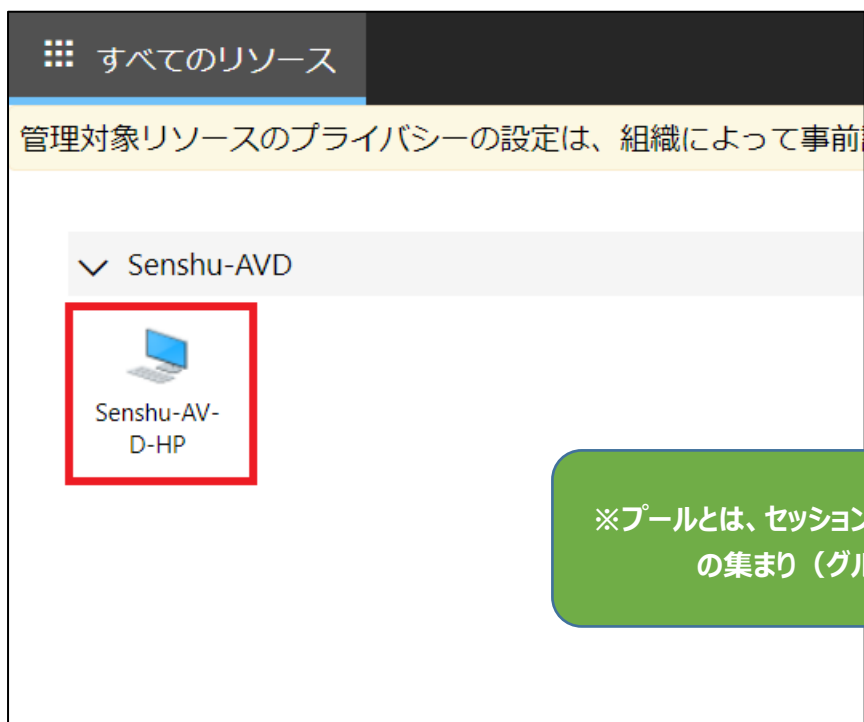 すべてのリソース
管理対象リソースのプライバシーの設定は、組織によって事前
Senshu-AVD
Senshu-AV-
D-HP
※プールとは、セッション
の集まり（グル